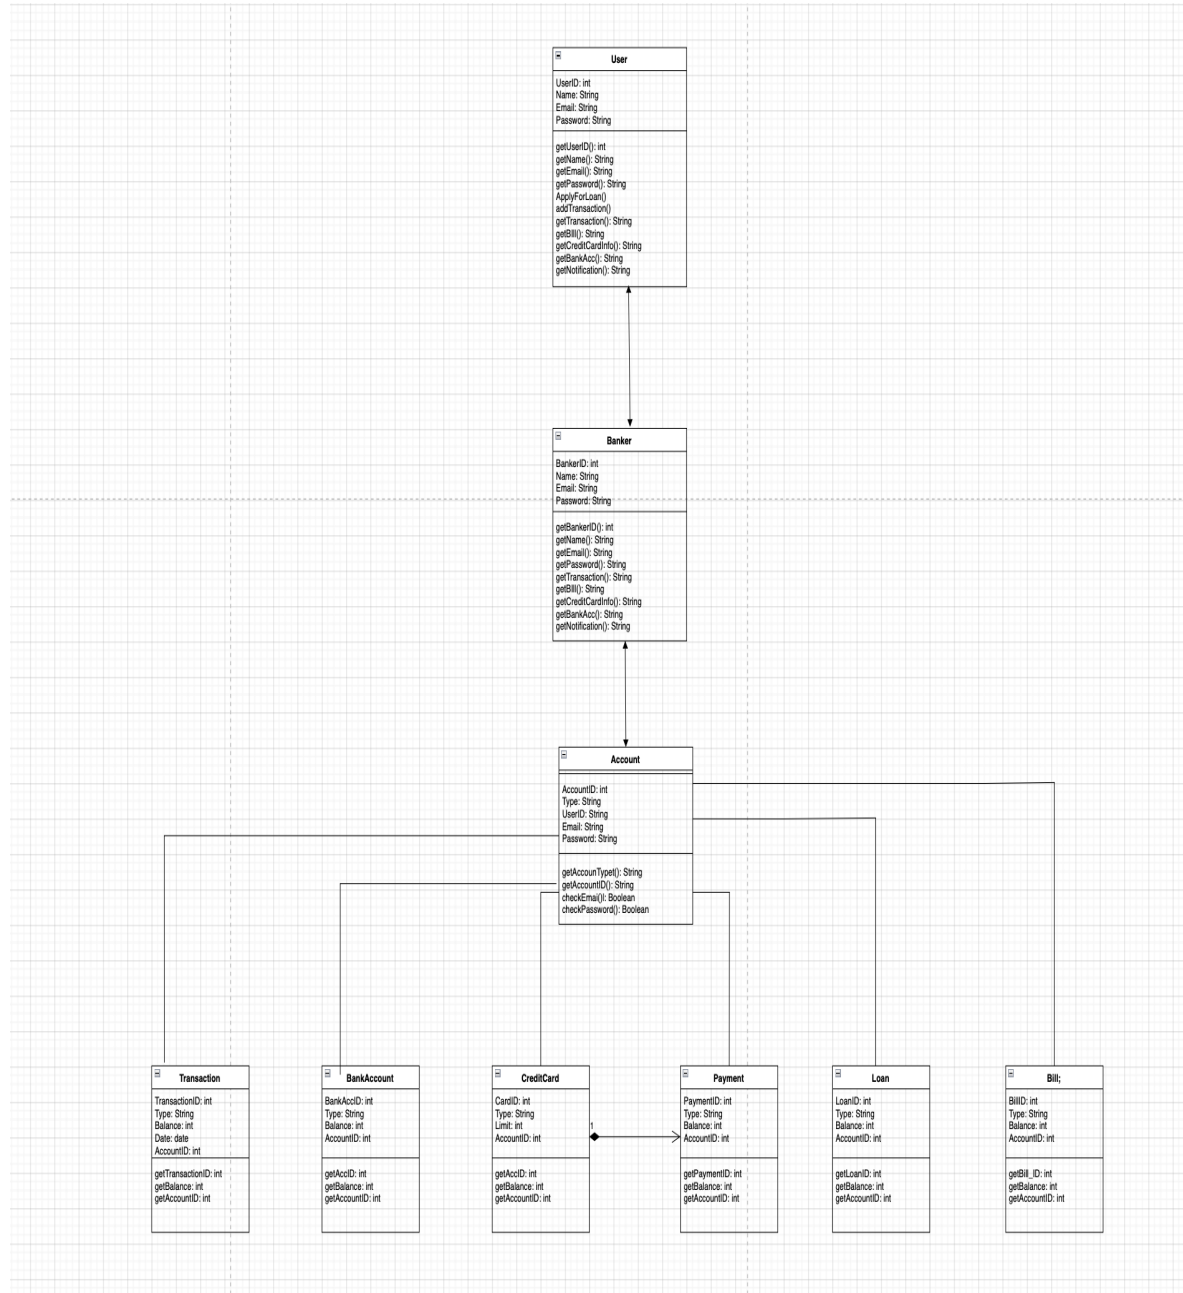 User
UserID: int
Name: String
Email: String
Password: String
getUserID(): int
getName(): String
getEmail(): String
getPassword(): String
ApplyForLoan()
addTransaction()
getTransaction(): String
getBIll(): String
getCreditCardInfo(): String
getBankAcc(): String
getNotification(): String
Banker
BankerID: int
Name: String
Email: String
Password: String
getBankerID(): int
getName(): String
getEmail(): String
getPassword(): String
getTransaction(): String
getBIll(): String
getCreditCardInfo(): String
getBankAcc(): String
getNotification(): String
Account
AccountID: int
Type: String
UserID: String
Email: String
Password: String
getAccounTypet(): String
getAccountID(): String
checkEmai()l: Boolean
checkPassword(): Boolean
Transaction
TransactionID: int
Type: String
Balance: int
Date: date
AccountID: int
getTransactionID: int
getBalance: int
getAccountID: int
BankAccount
BankAccID: int
Type: String
Balance: int
AccountID: int
getAccID: int
getBalance: int
getAccountID: int
CreditCard
CardID: int
Type: String
Limit: int
AccountID: int
getAccID: int
getBalance: int
getAccountID: int
1
Payment
PaymentID: int
Type: String
Balance: int
AccountID: int
getPaymentID: int
getBalance: int
getAccountID: int
Loan
LoanID: int
Type: String
Balance: int
AccountID: int
getLoanID: int
getBalance: int
getAccountID: int
Bill;
BillID: int
Type: String
Balance: int
AccountID: int
getBill_ID: int
getBalance: int
getAccountID: int